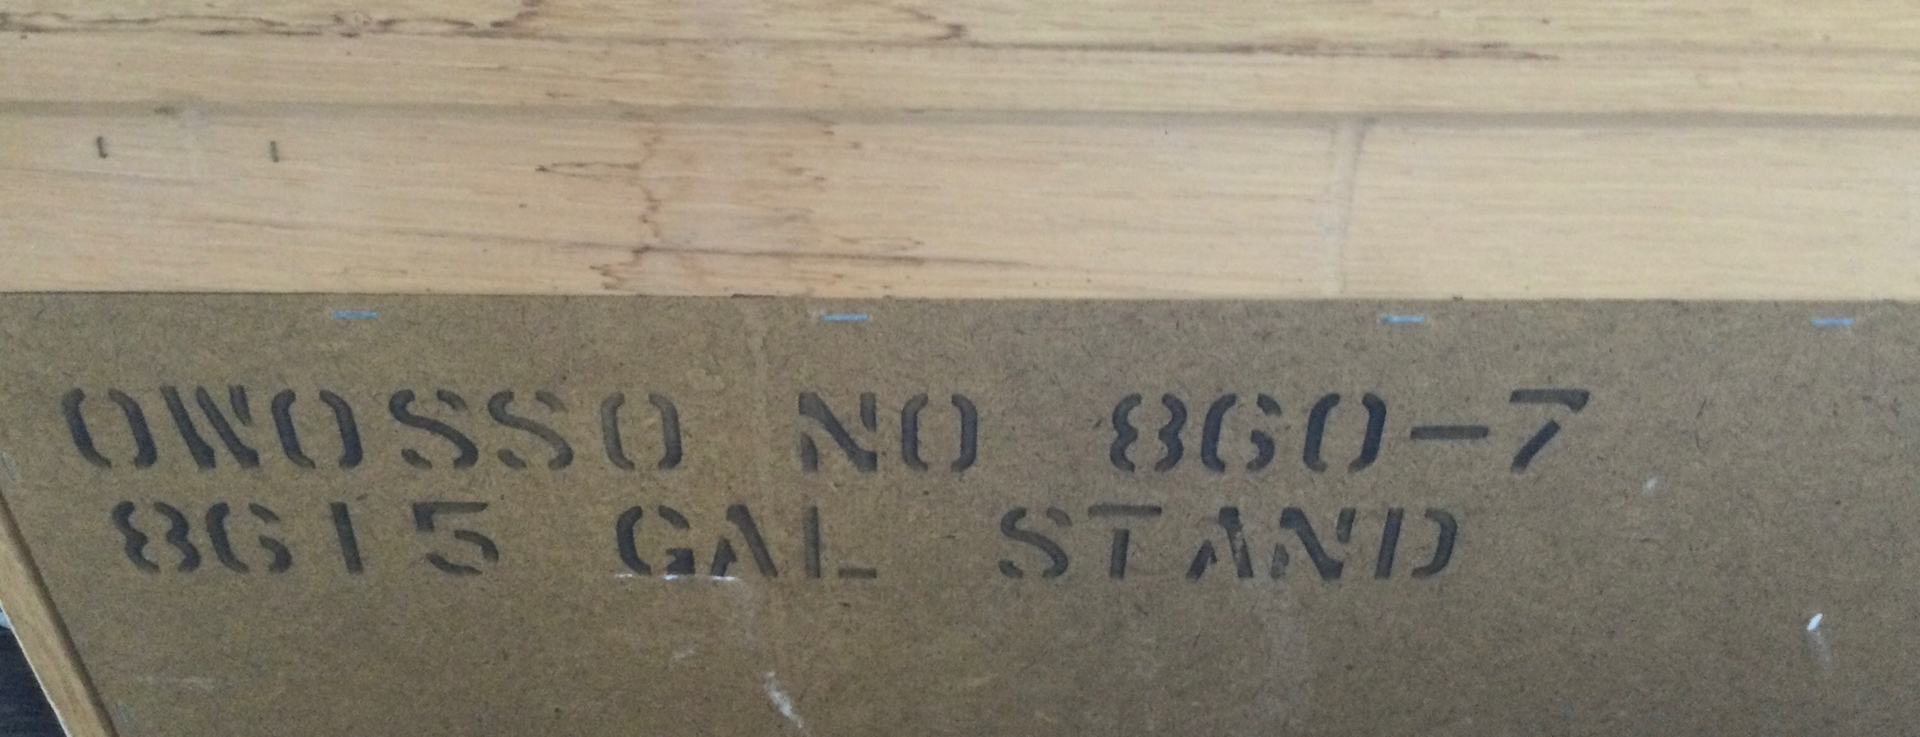 OWOSSO NO 860-7
8615 GAL STAND